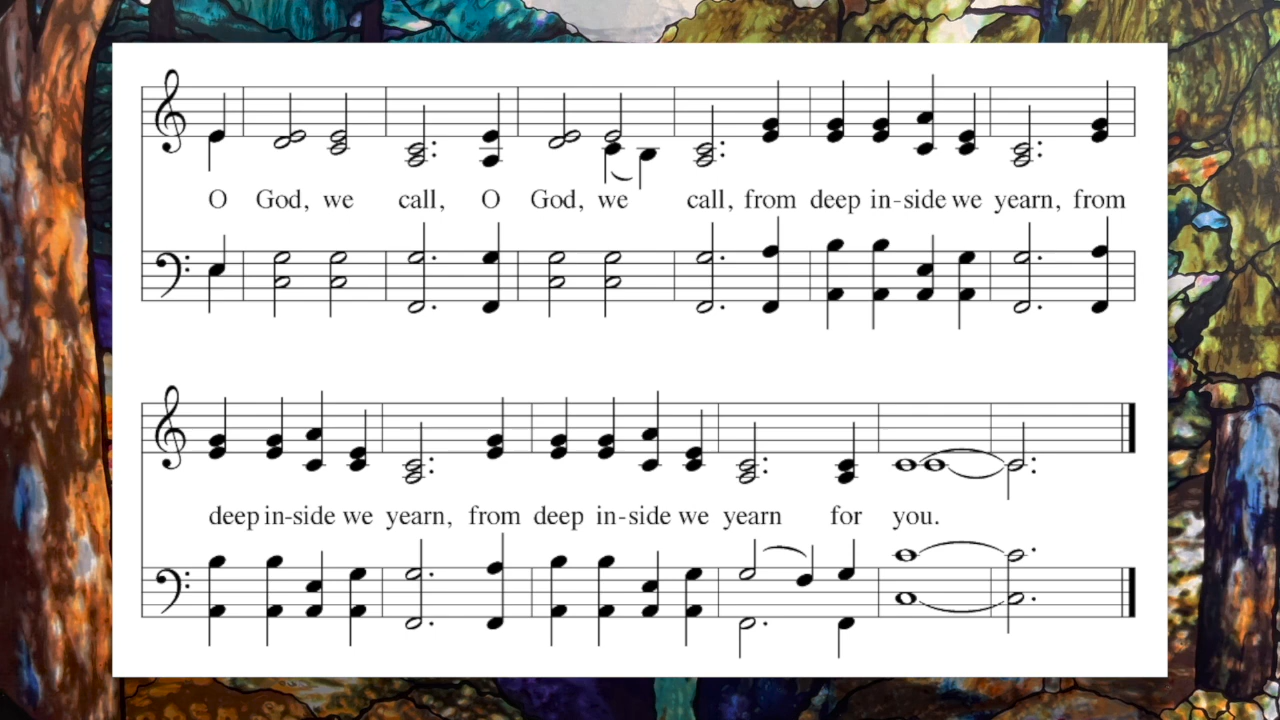 O God, we call, O God, we call, from deep in-side we yearn, from
deep in-side we yearn, from deep in-side we yearn for you.